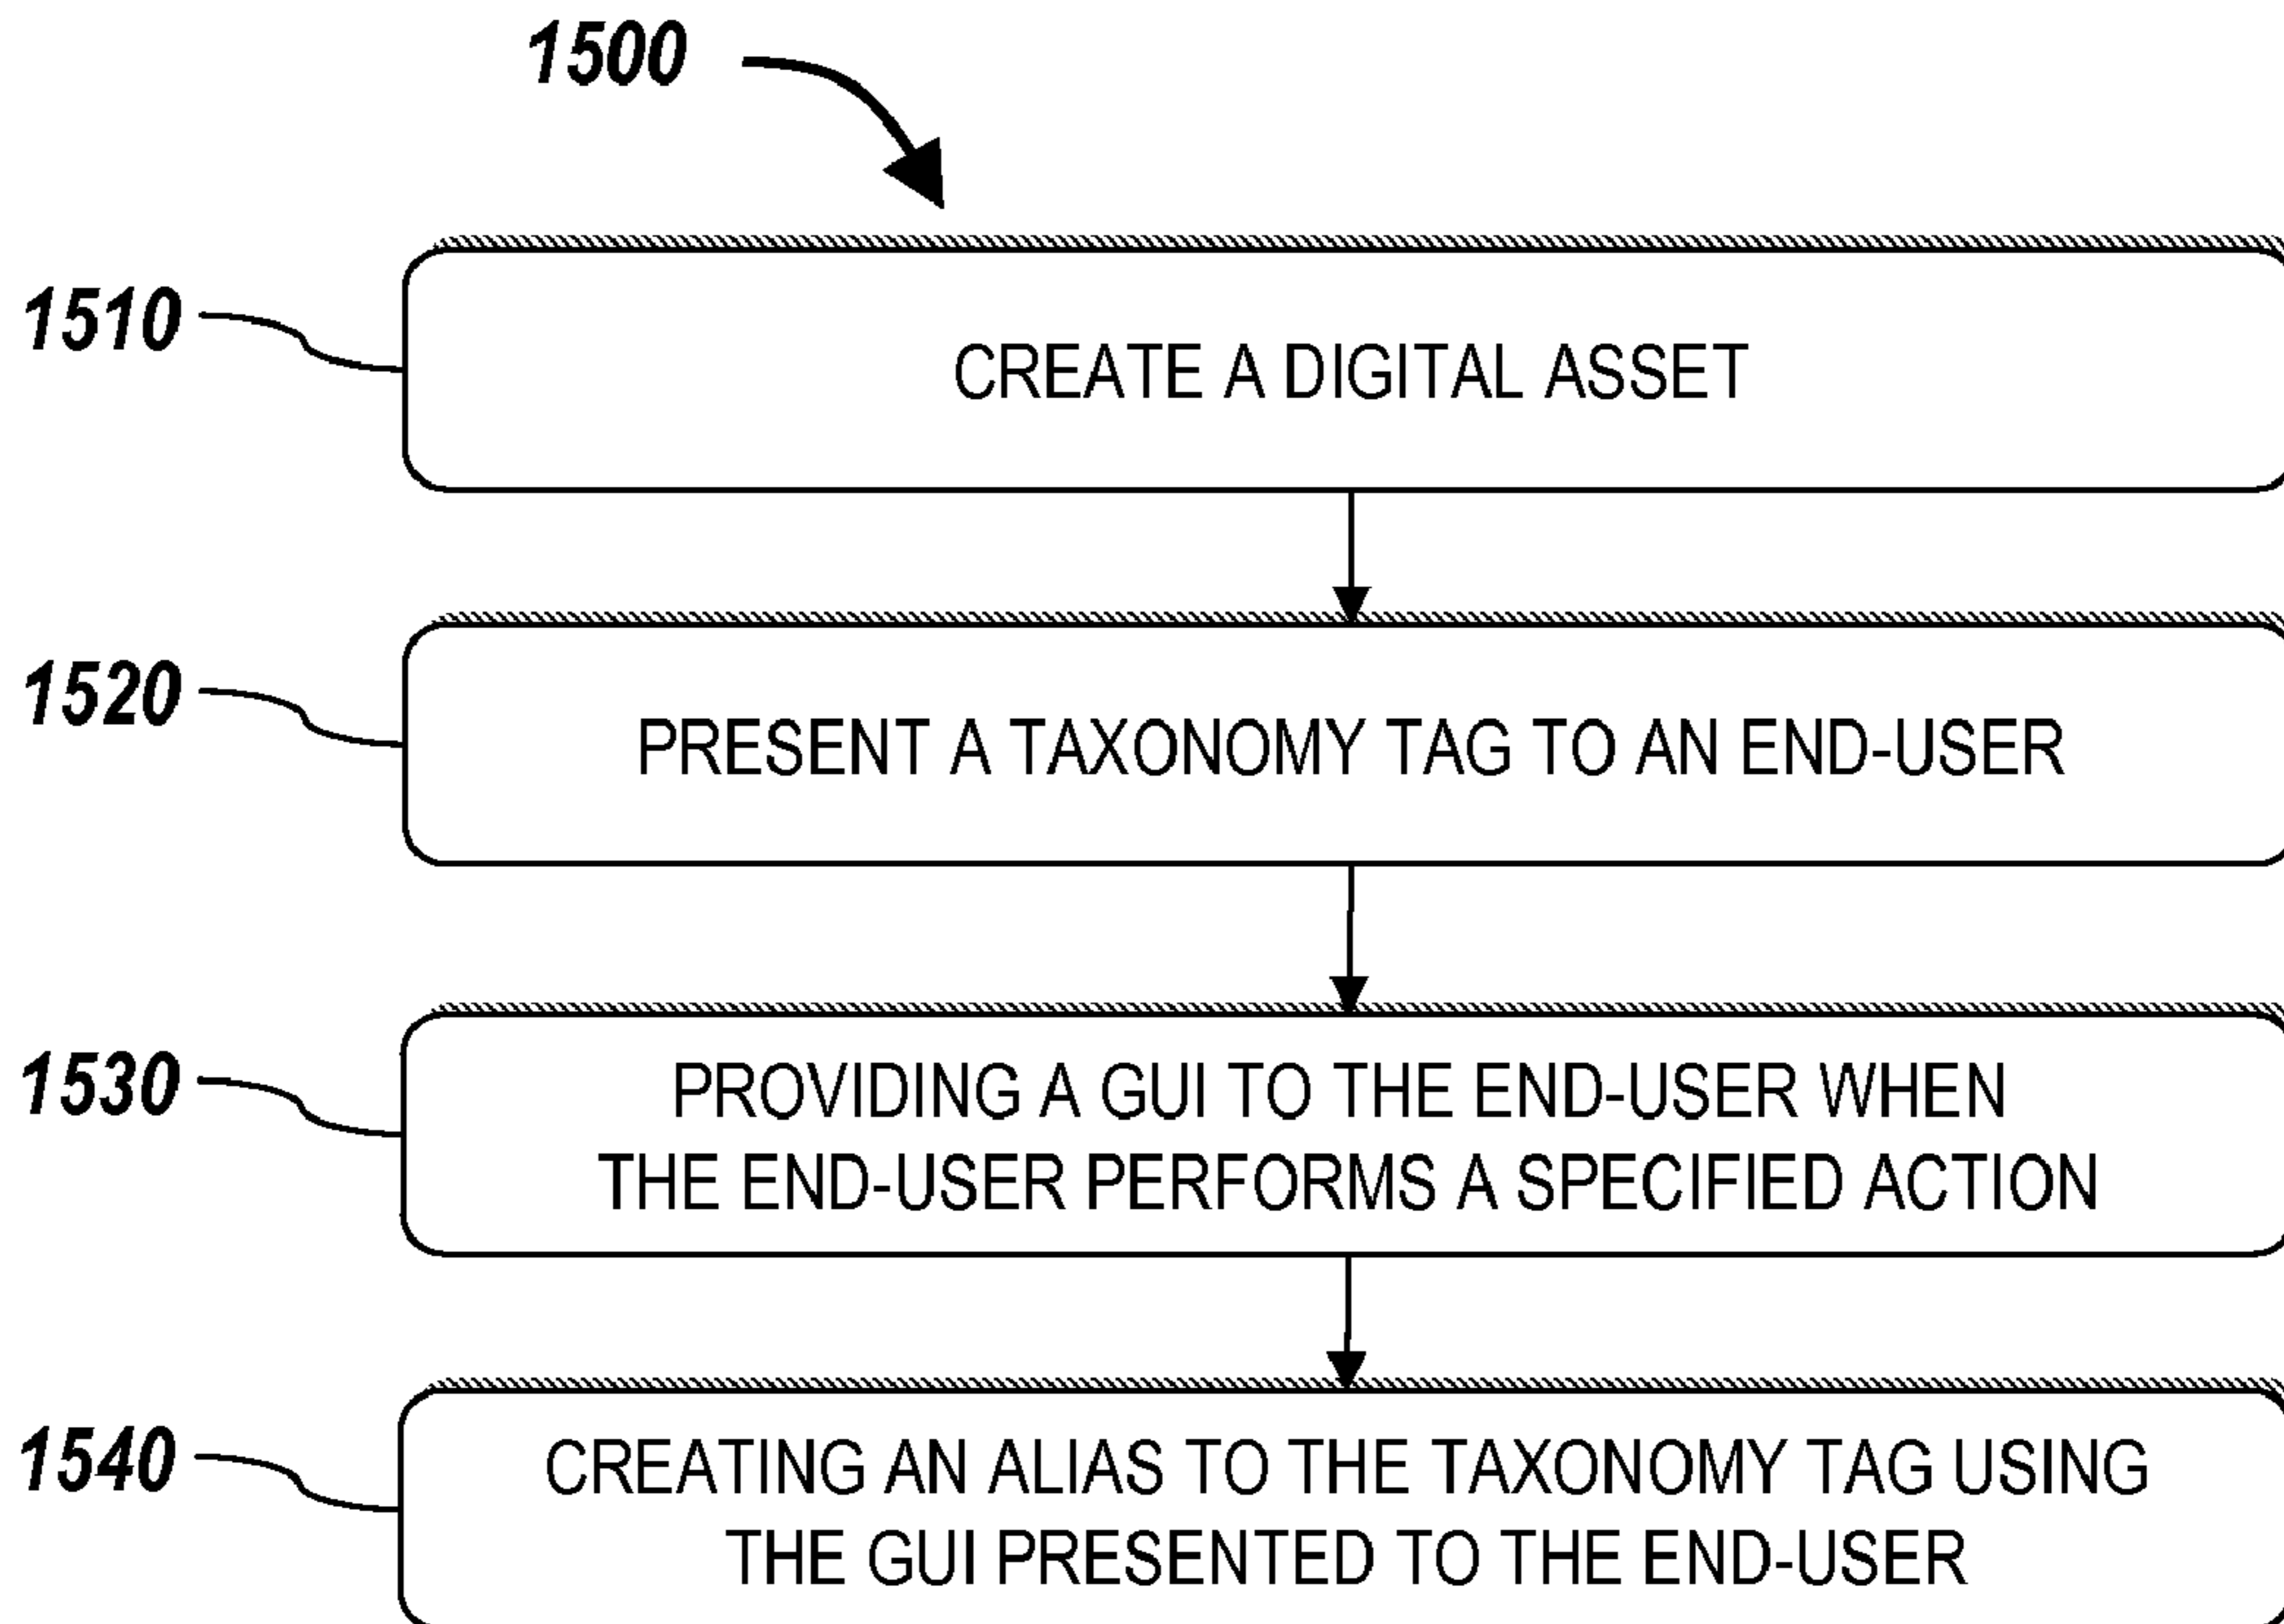 1500
1510
CREATE A DIGITAL ASSET
1520
PRESENT A TAXONOMY TAG TO AN END-USER
1530
PROVIDING A GUI TO THE END-USER WHEN
THE END-USER PERFORMS A SPECIFIED ACTION
1540
CREATING AN ALIAS TO THE TAXONOMY TAG USING
THE GUI PRESENTED TO THE END-USER